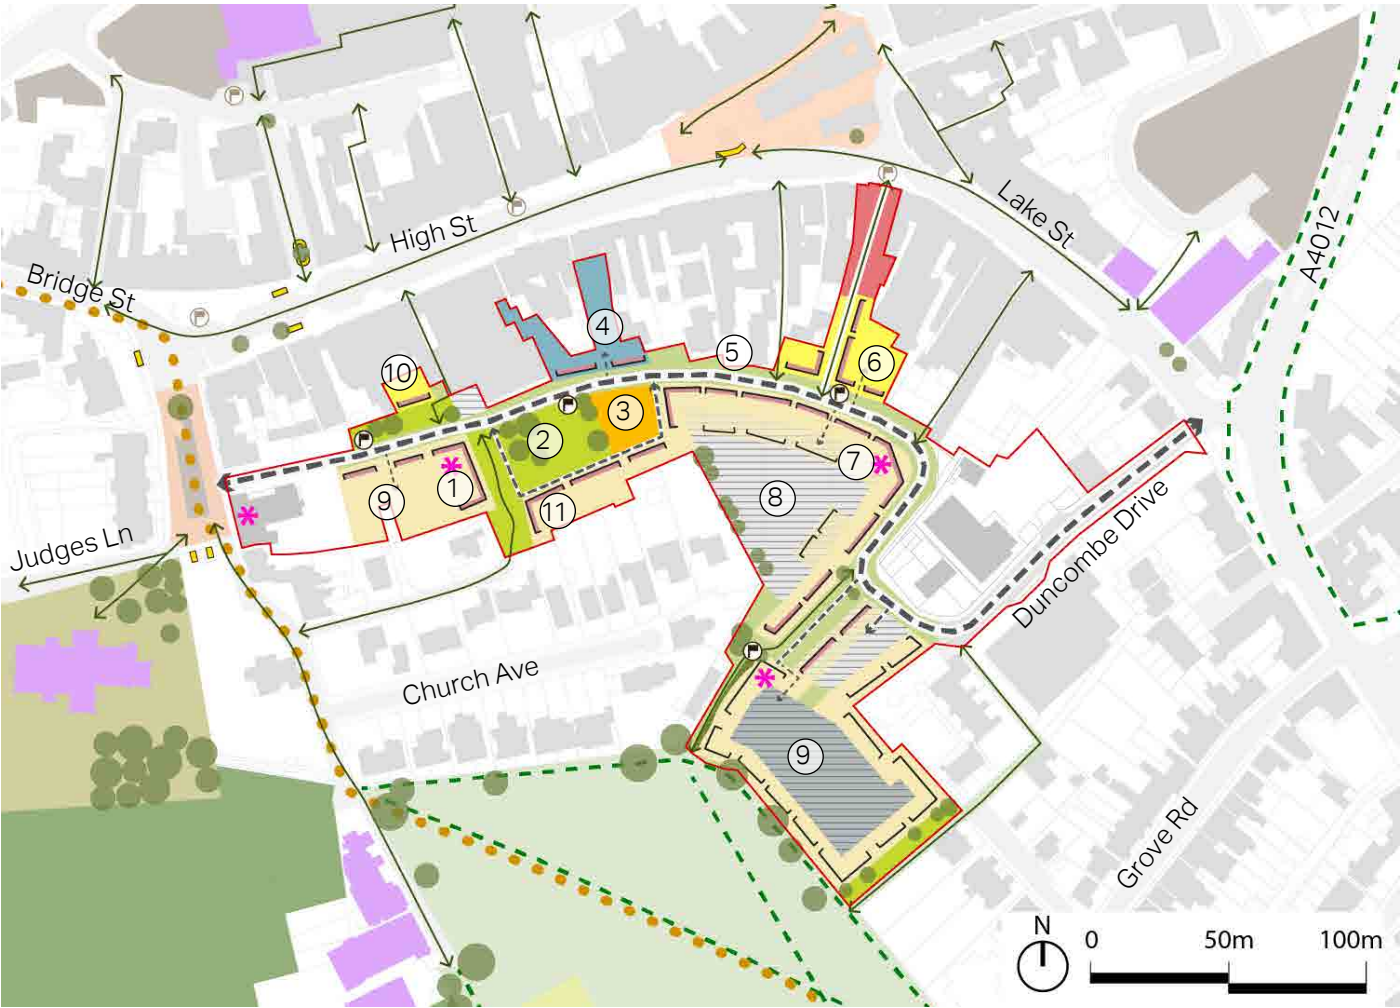 High St
Lake St
A4012
Bridge St
4
5
6
10
3
2
7
1
9
11
8
Judges Ln
Duncombe Drive
Church Ave
9
Grove Rd
N
0 50m 100m